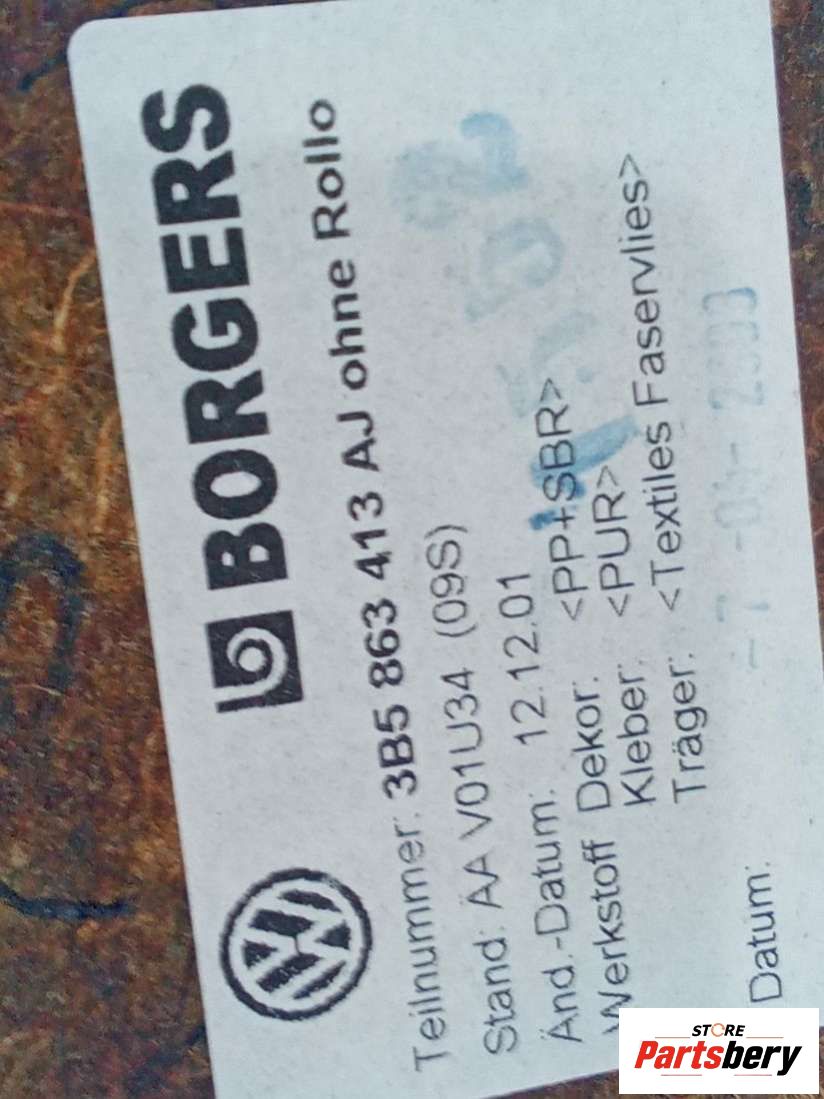 BORGERS
Teilnummer: 3B5 863 413 AJ ohne Rollo
Stand: ÄA V01U34 (09S)
Änd.-Datum: 12.12.01
Werkstoff Dekor: <PP+SBR>
Kleber: <PUR>
Träger: <Textiles Faservlies>
Datum:
STORE
Partsbery